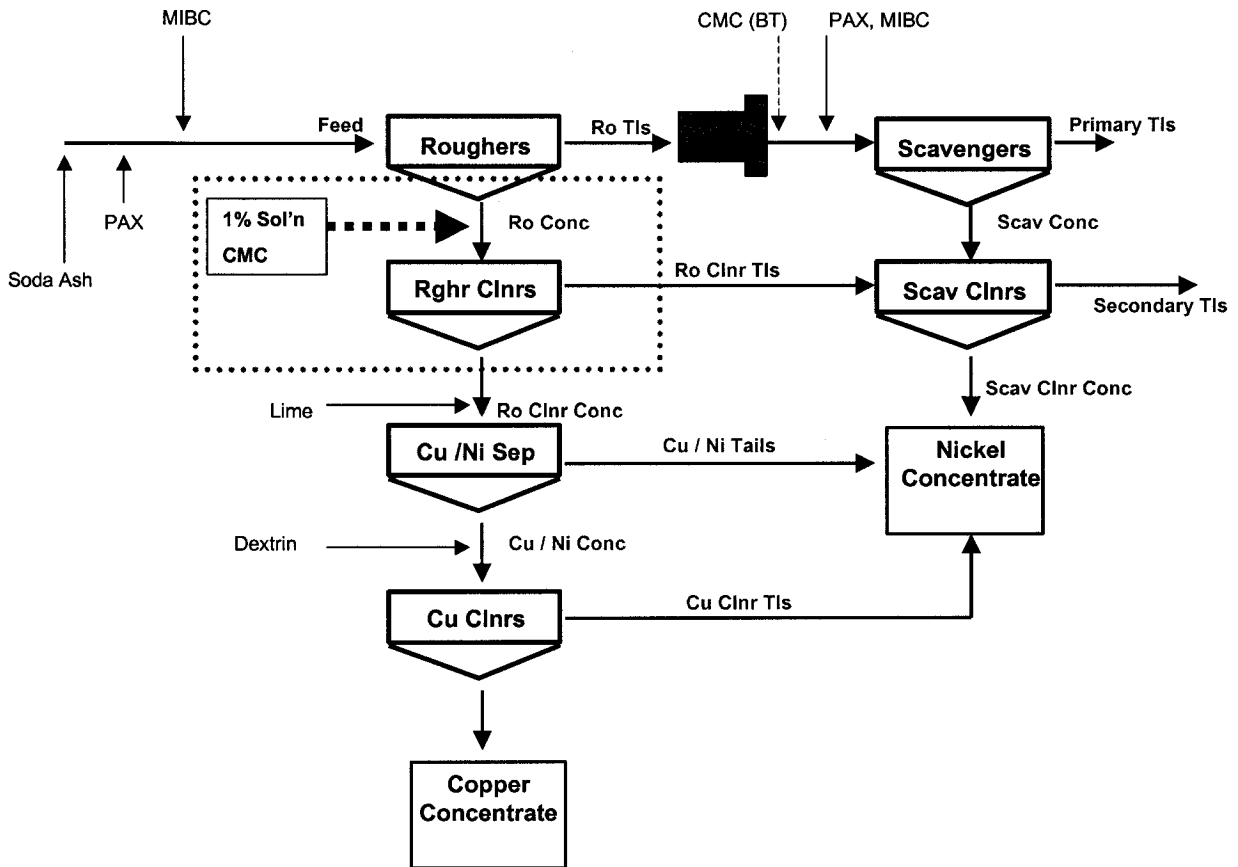 MIBC
CMC (BT)
PAX, MIBC
Feed
Ro Tls
Primary Tls
Roughers
Scavengers
PAX
Soda Ash
1% Sol'n
CMC
Ro Conc
Scav Conc
Rghr Clnrs
Ro Clnr Tls
Scav Clnrs
Secondary Tls
Lime
Ro Clnr Conc
Scav Clnr Conc
Cu /Ni Sep
Cu / Ni Tails
Nickel
Concentrate
Dextrin
Cu / Ni Conc
Cu Clnrs
Cu Clnr Tls
Copper
Concentrate